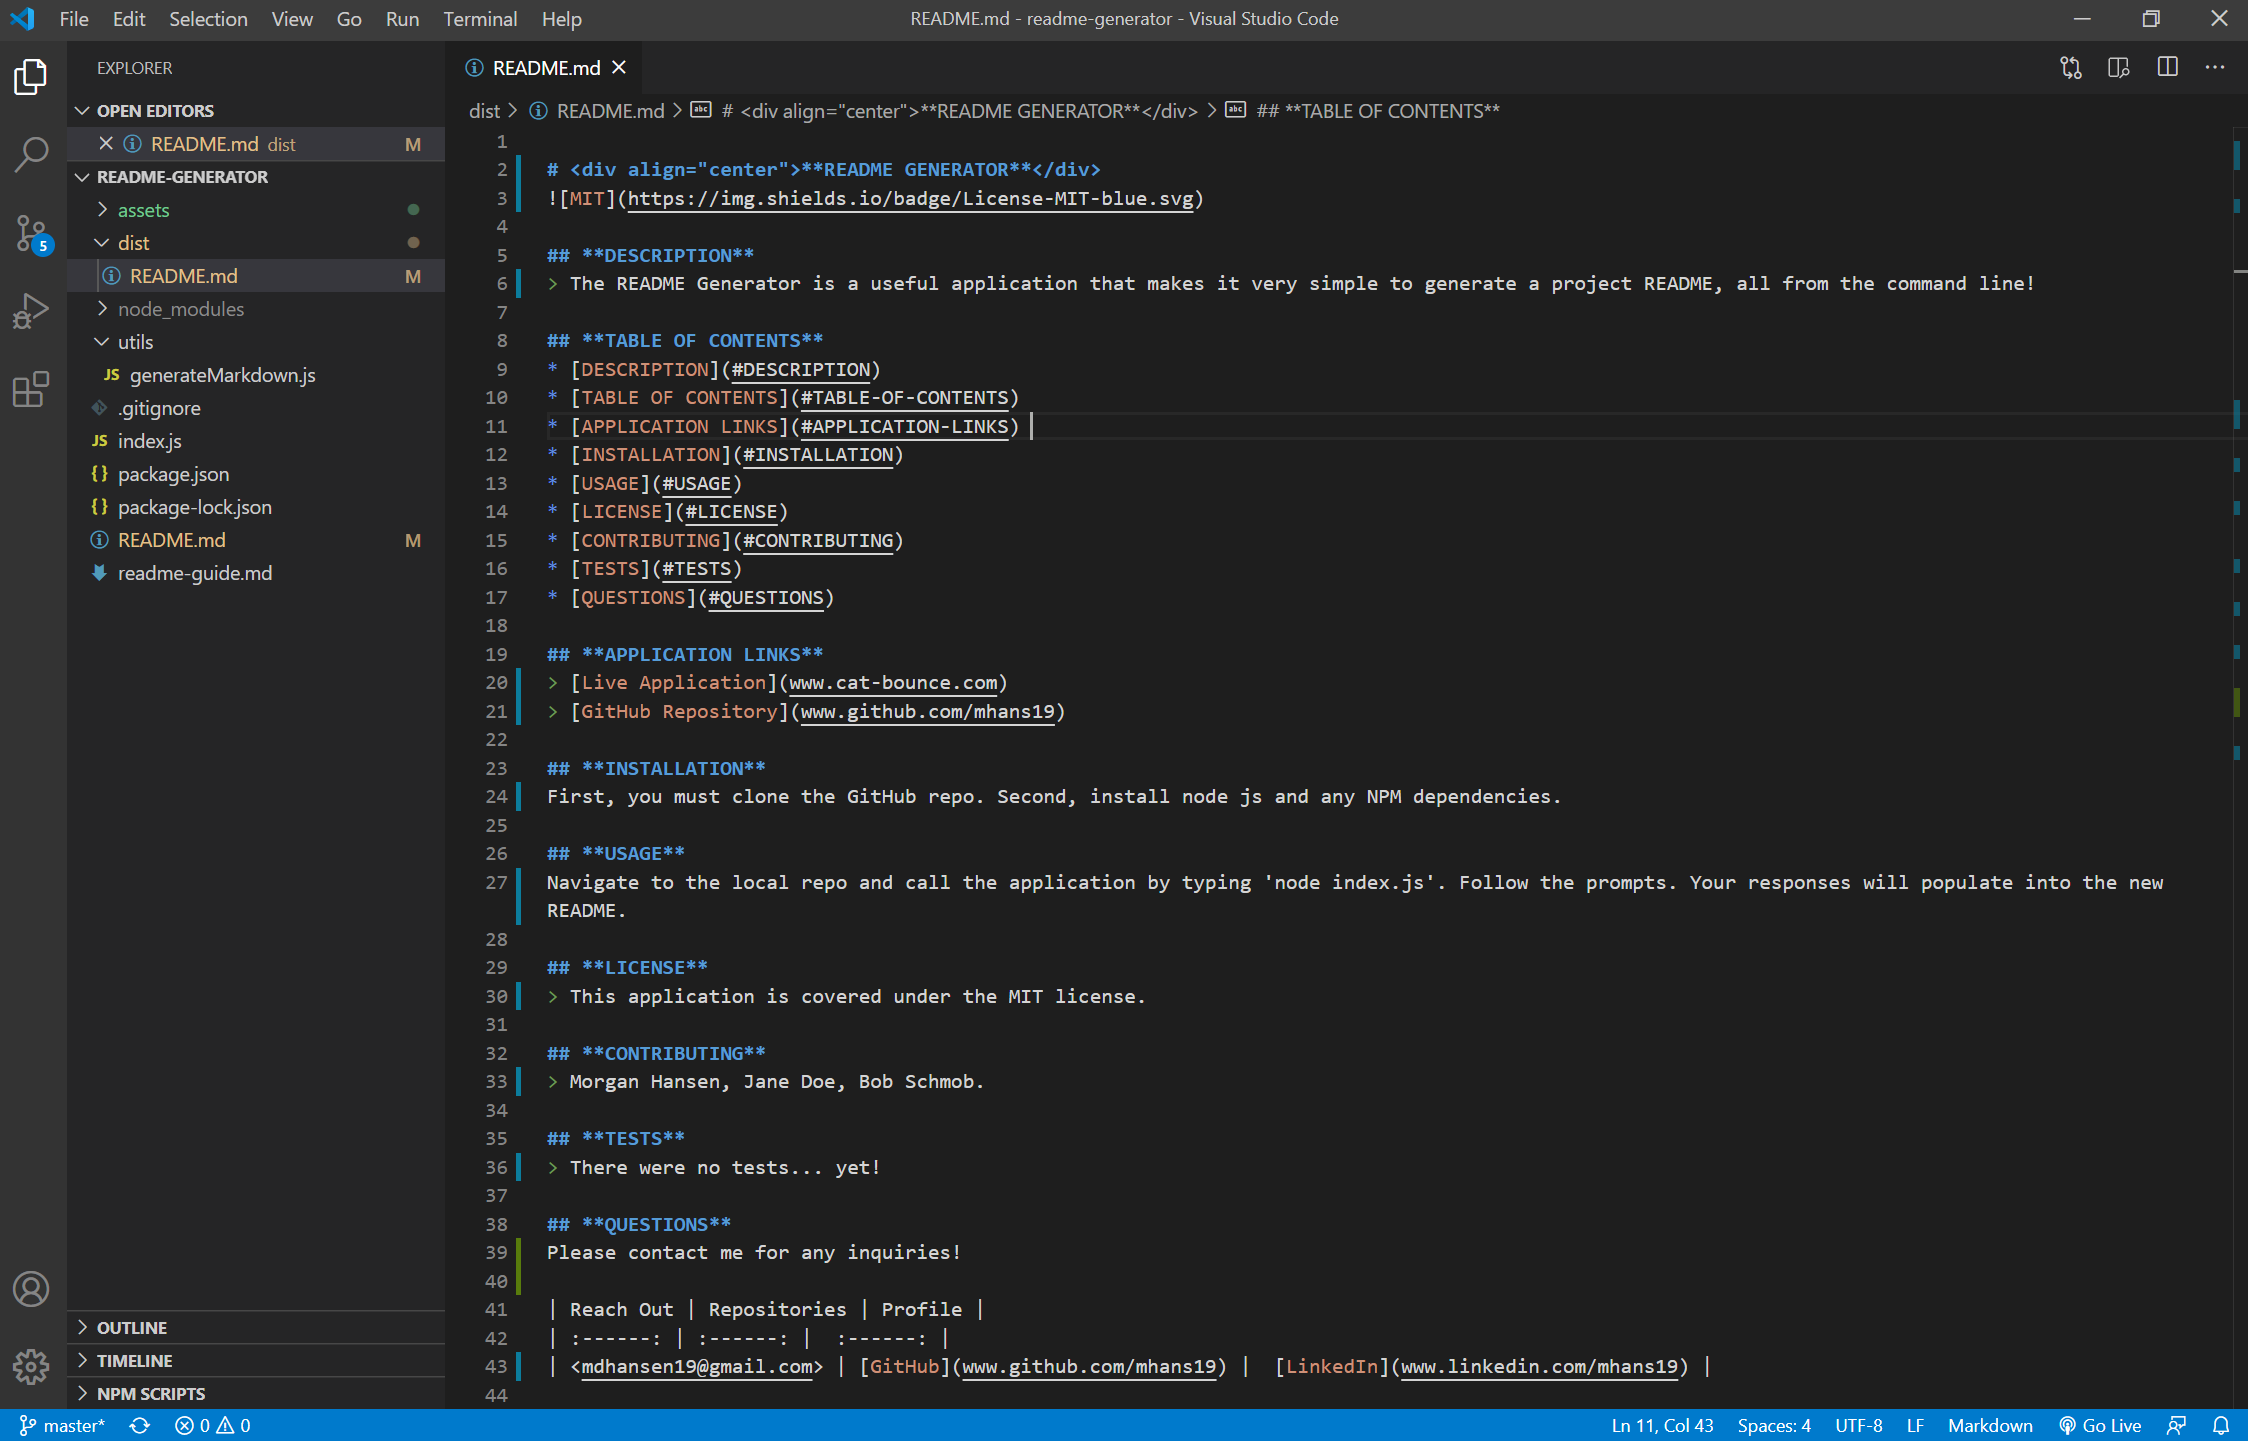 File Edit Selection View Go Run Terminal Help README.md - readme-generator - Visual Studio Code
EXPLORER
OPEN EDITORS
README.md dist M
README-GENERATOR
assets
dist
README.md M
node_modules
utils
JS generateMarkdown.js
.gitignore
JS index.js
{} package.json
{} package-lock.json
README.md M
readme-guide.md
5
OUTLINE
TIMELINE
NPM SCRIPTS
README.md
dist > README.md > abc # <div align="center">**README GENERATOR**</div> > abc ## **TABLE OF CONTENTS**
1
2 # <div align="center">**README GENERATOR**</div>
3 ![MIT](https://img.shields.io/badge/License-MIT-blue.svg)
4
5 ## **DESCRIPTION**
6 > The README Generator is a useful application that makes it very simple to generate a project README, all from the command line!
7
8 ## **TABLE OF CONTENTS**
9 * [DESCRIPTION](#DESCRIPTION)
10 * [TABLE OF CONTENTS](#TABLE-OF-CONTENTS)
11 * [APPLICATION LINKS](#APPLICATION-LINKS)
12 * [INSTALLATION](#INSTALLATION)
13 * [USAGE](#USAGE)
14 * [LICENSE](#LICENSE)
15 * [CONTRIBUTING](#CONTRIBUTING)
16 * [TESTS](#TESTS)
17 * [QUESTIONS](#QUESTIONS)
18
19 ## **APPLICATION LINKS**
20 > [Live Application](www.cat-bounce.com)
21 > [GitHub Repository](www.github.com/mhans19)
22
23 ## **INSTALLATION**
24 First, you must clone the GitHub repo. Second, install node js and any NPM dependencies.
25
26 ## **USAGE**
27 Navigate to the local repo and call the application by typing 'node index.js'. Follow the prompts. Your responses will populate into the new
README.
28
29 ## **LICENSE**
30 > This application is covered under the MIT license.
31
32 ## **CONTRIBUTING**
33 > Morgan Hansen, Jane Doe, Bob Schmob.
34
35 ## **TESTS**
36 > There were no tests... yet!
37
38 ## **QUESTIONS**
39 Please contact me for any inquiries!
40
41 | Reach Out | Repositories | Profile |
42 | :------: | :------: |  :------: |
43 | <mdhansen19@gmail.com> | [GitHub](www.github.com/mhans19) |  [LinkedIn](www.linkedin.com/mhans19) |
44
master* 0 0 Ln 11, Col 43 Spaces: 4 UTF-8 LF Markdown Go Live